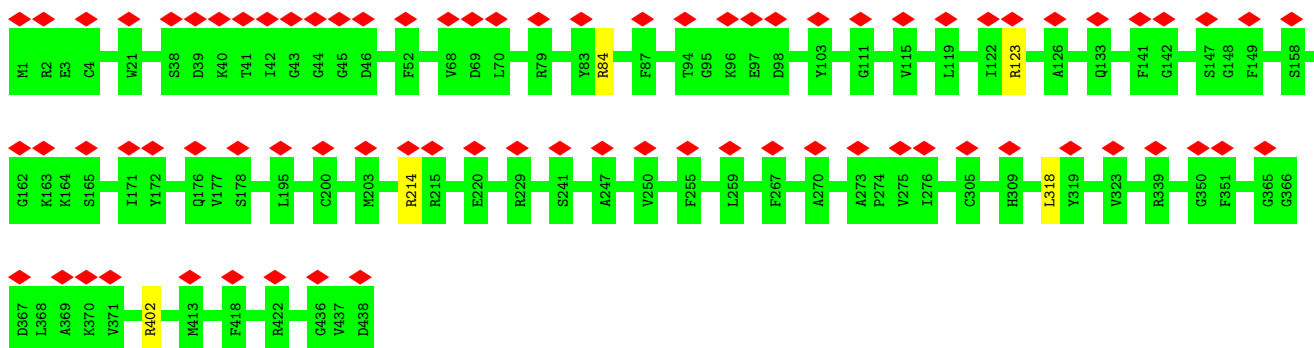 M1 R2 E3 C4 W21 S38 D39 K40 T41 I42 G43 G44 G45 D46 F52 V68 D69 L70 R79 Y83 R84 F87 T94 G95 K96 E97 D98 Y103 G111 V115 L119 I122 R123 A126 Q133 F141 G142 S147 G148 F149 S158
G162 K163 K164 S165 I171 Y172 Q176 V177 S178 L195 C200 M203 R214 R215 E220 R229 S241 A247 V250 F255 L259 F267 A270 A273 P274 V275 I276 C305 H309 L318 Y319 V323 R339 G350 F351 G365 G366
D367 L368 A369 K370 V371 R402 M413 F418 R422 G436 V437 D438